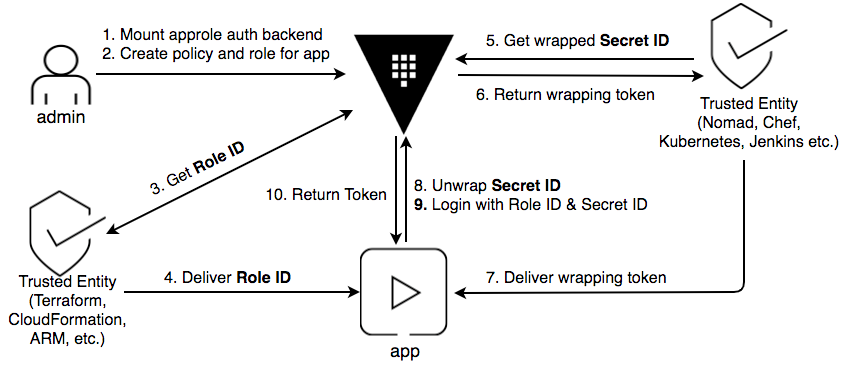 1. Mount approle auth backend
2. Create policy and role for app
admin
5. Get wrapped Secret ID
6. Return wrapping token
Trusted Entity
(Nomad, Chef,
Kubernetes, Jenkins etc.)
3. Get Role ID
10. Return Token
8. Unwrap Secret ID
9. Login with Role ID & Secret ID
Trusted Entity
(Terraform,
CloudFormation,
ARM, etc.)
4. Deliver Role ID
7. Deliver wrapping token
app